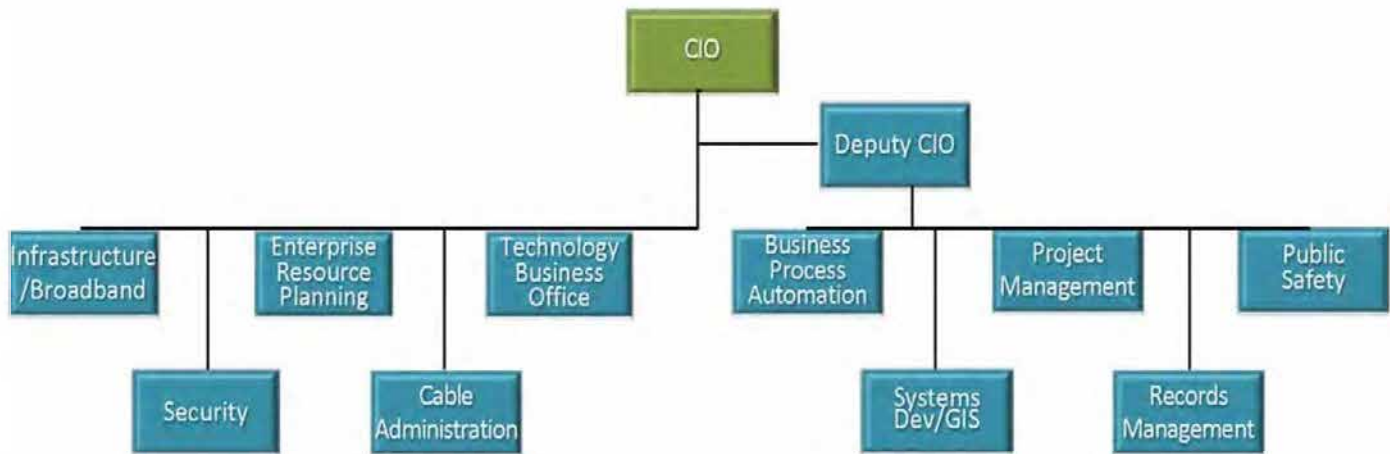 CIO
Deputy CIO
Infrastructure
/Broadband
Enterprise
Resource
Planning
Technology
Business
Office
Business
Process
Automation
Project
Management
Public
Safety
Security
Cable
Administration
Systems
Dev/GIS
Records
Management